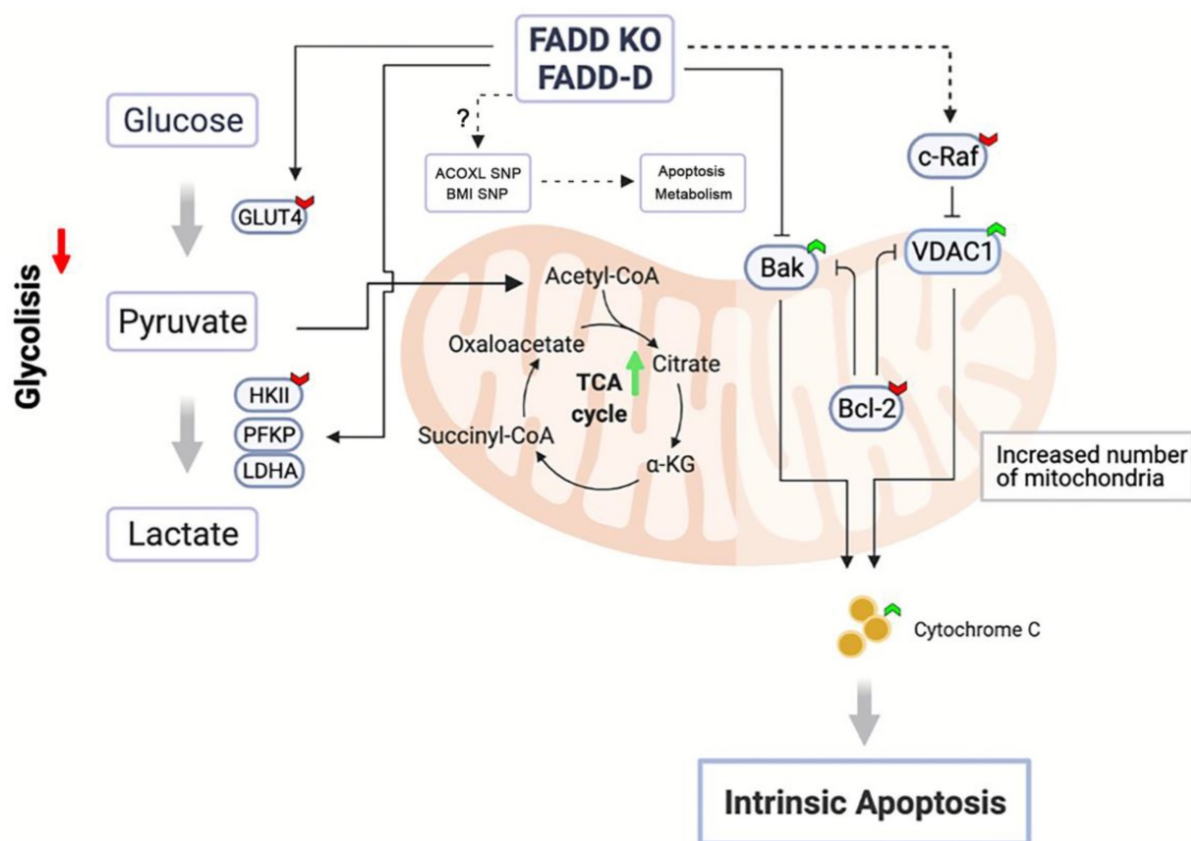 FADD KO
FADD-D
Glucose
?
c-Raf
ACOXL SNP
BMI SNP
Apoptosis
Metabolism
GLUT4
Glycolisis
Bak
VDAC1
Acetyl-CoA
Pyruvate
Oxaloacetate
Citrate
TCA
cycle
HKII
PFKP
LDHA
Bcl-2
Succinyl-CoA
α-KG
Increased number
of mitochondria
Lactate
Cytochrome C
Intrinsic Apoptosis